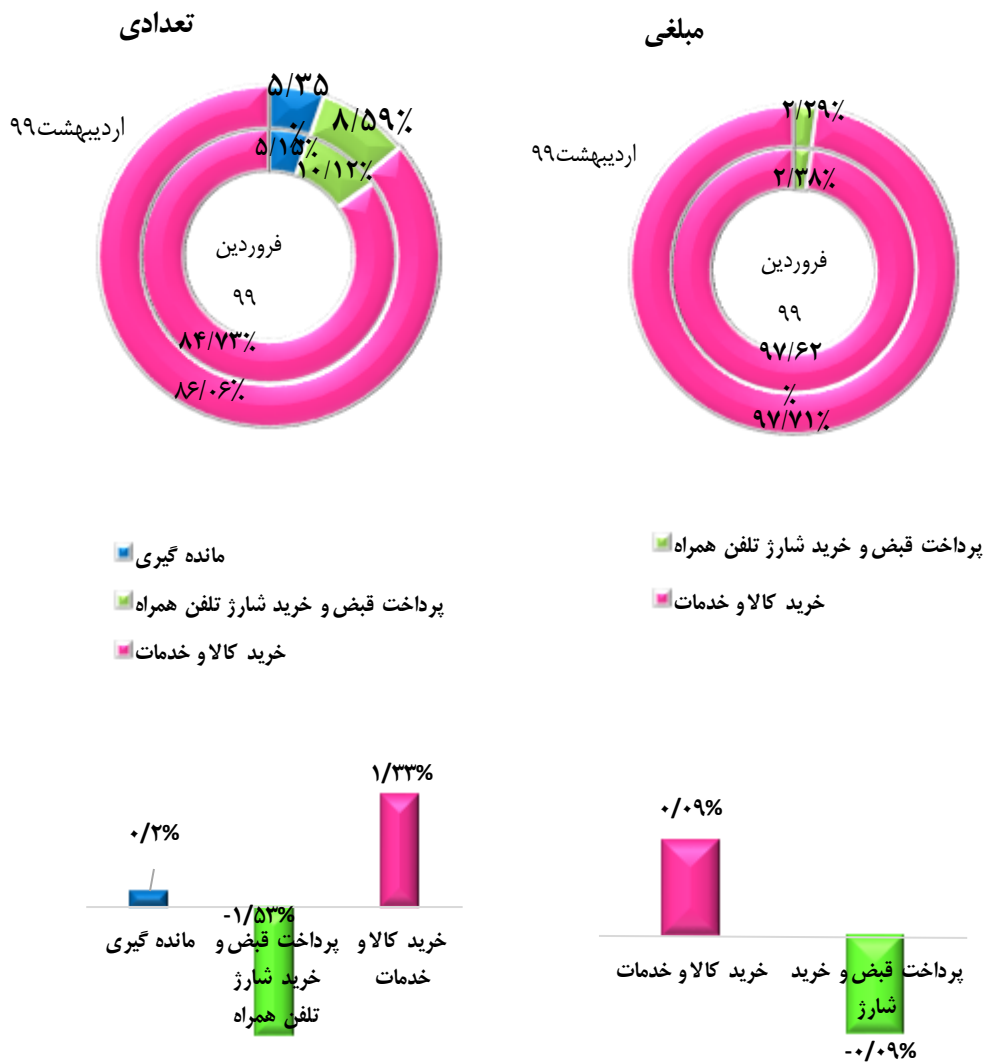 مبلغی
۲/۲۹٪
اردیبهشت۹۹
۲/۳۸٪
فروردین
۹۹
۹۷/۶۲
٪
۹۷/۷۱٪
پرداخت قبض و خرید شارژ تلفن همراه
خرید کالا و خدمات
۰/۰۹%
خرید کالا و خدمات
پرداخت قبض و خرید
شارژ
-۰/۰۹%
تعدادی
۵/۳۵
٪
۸/۵۹٪
اردیبهشت۹۹
۵/۱۵٪
۱۰/۱۲٪
فروردین
۹۹
۸۴/۷۳٪
۸۶/۰۶٪
مانده گیری
پرداخت قبض و خرید شارژ تلفن همراه
خرید کالا و خدمات
۱/۳۳%
۰/۲%
-۱/۵۳%
خرید کالا و
خدمات
پرداخت قبض و
خرید شارژ
تلفن همراه
مانده گیری